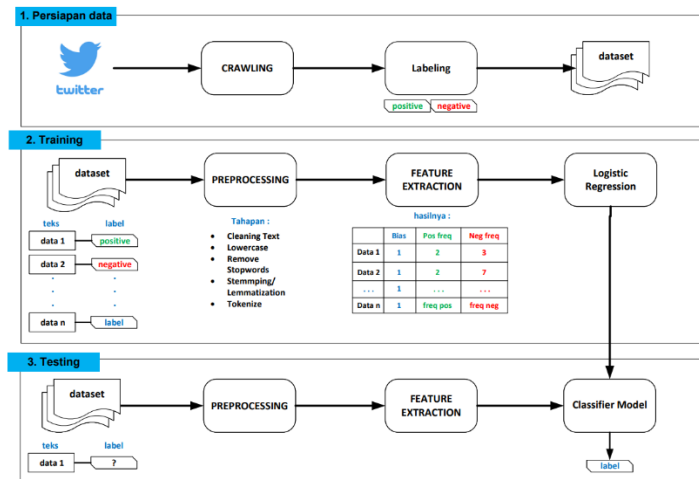 1. Persiapan data
twitter
CRAWLING
Labeling
positive negative
dataset
2. Training
dataset
PREPROCESSING
FEATURE
EXTRACTION
Logistic
Regression
teks label
data 1 positive
data 2 negative
. .
. .
. .
data n label
Tahapan :
• Cleaning Text
• Lowercase
• Remove
Stopwords
• Stemmping/
Lemmatization
• Tokenize
hasilnya :
Bias Pos freq Neg freq
Data 1 1 2 3
Data 2 1 2 7
. . . 1 . . . . . .
Data n 1 freq pos freq neg
3. Testing
dataset
PREPROCESSING
FEATURE
EXTRACTION
Classifier Model
teks label
data 1 ?
label